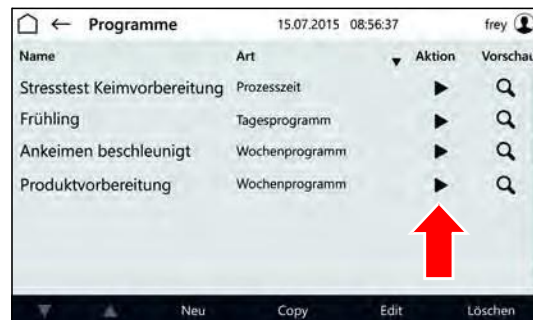 Programme 15.07.2015 08:56:37 frey
Name Art Aktion Vorschau
Stresstest Keimvorbereitung Prozesszeit
Frühling Tagesprogramm
Ankeimen beschleunigt Wochenprogramm
Produktvorbereitung Wochenprogramm
Neu Copy Edit Löschen